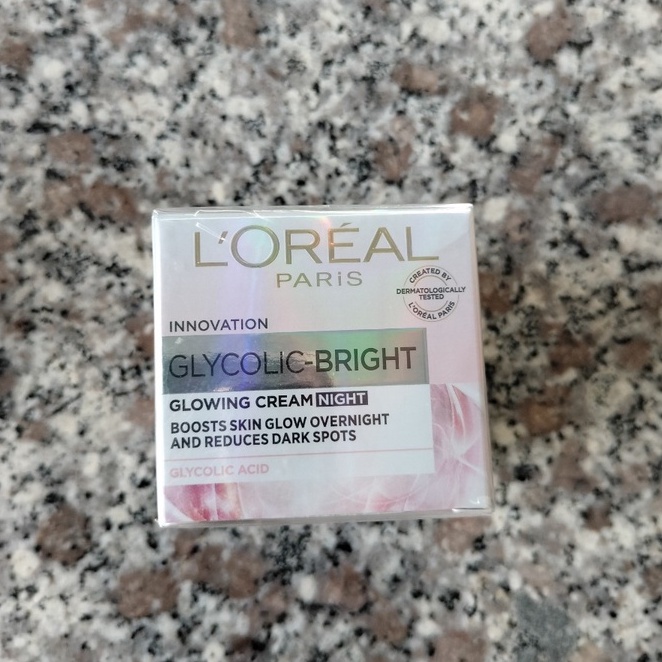 L'ORÉAL
PARIS
CREATED BY
DERMATOLOGICALLY
TESTED
L'ORÉAL PARIS
INNOVATION
GLYCOLIC-BRIGHT
GLOWING CREAM NIGHT
BOOSTS SKIN GLOW OVERNIGHT
AND REDUCES DARK SPOTS
GLYCOLIC ACID